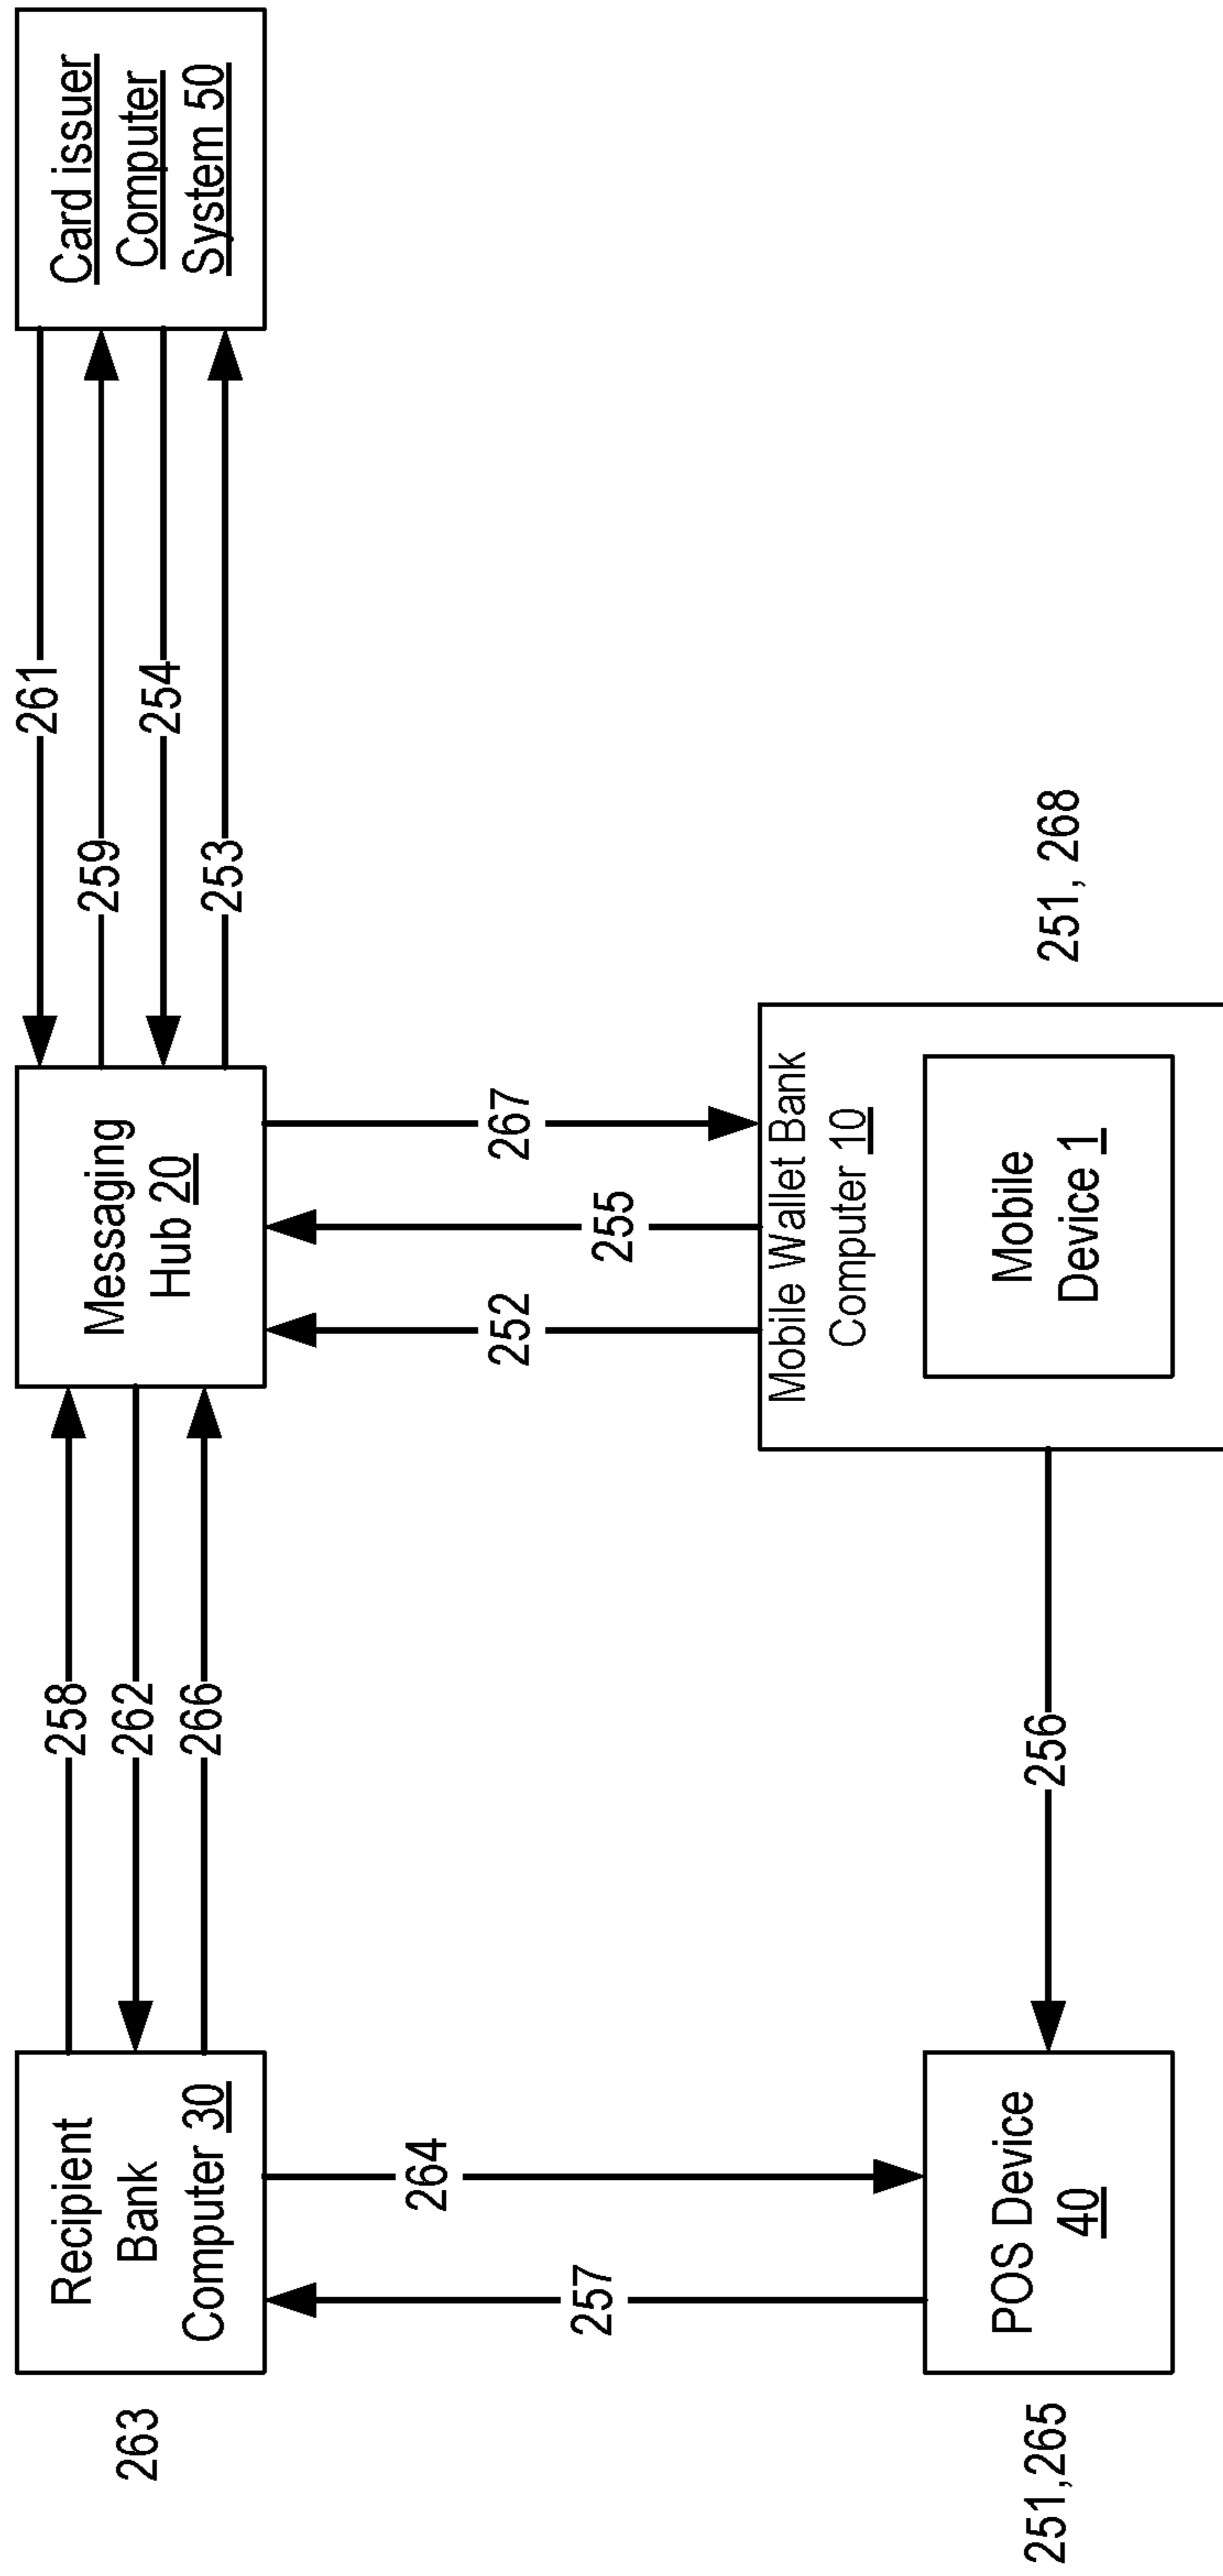 263
Recipient
Bank
Computer 30
258
262
266
Messaging
Hub 20
261
259
254
253
Card issuer
Computer
System 50
257
264
252
255
267
251,265
POS Device
40
256
Mobile Wallet Bank
Computer 10
Mobile
Device 1
251, 268